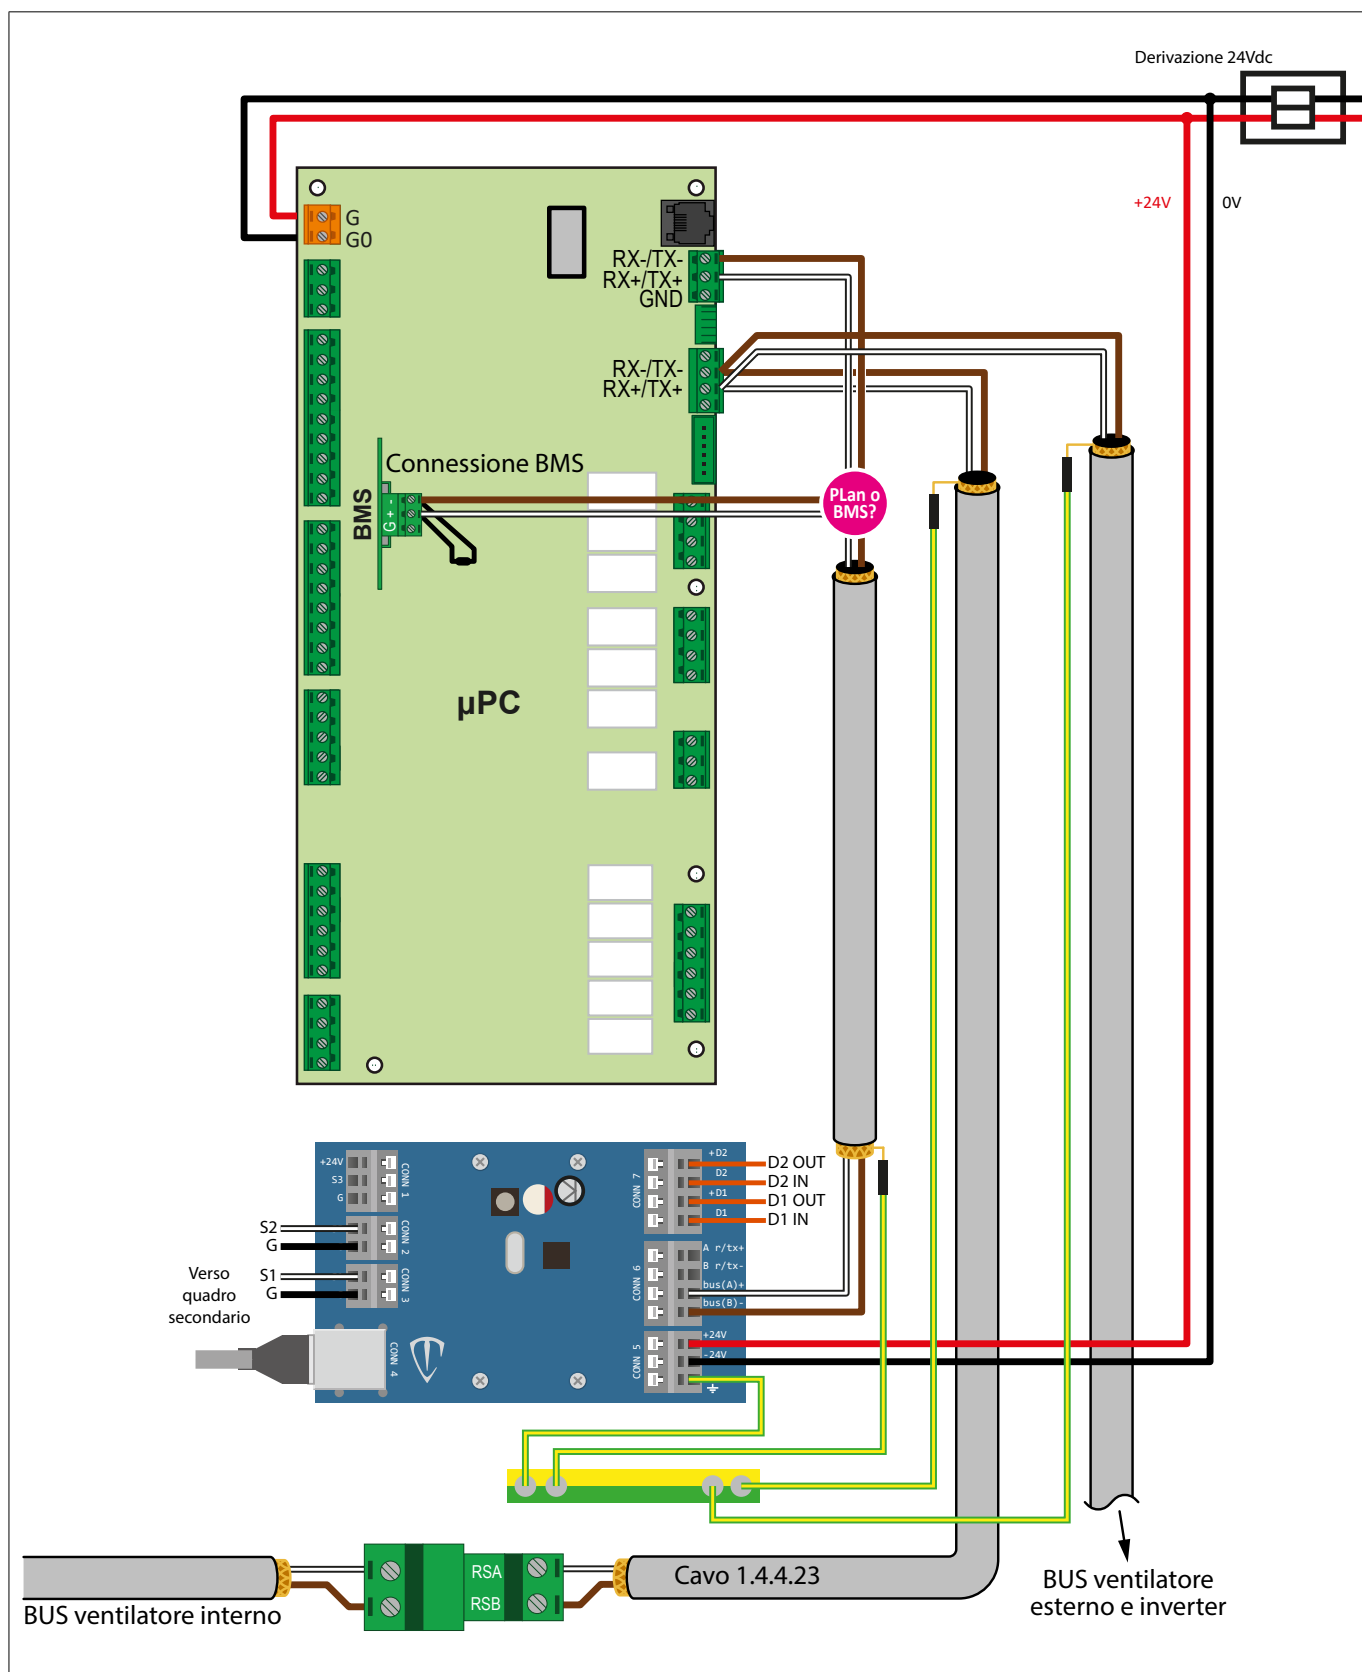 Derivazione 24Vdc
+24V
0V
G
G0
RX-/TX-
RX+/TX+
GND
RX-/TX-
RX+/TX+
Connessione BMS
BMS
G + -
PLan o
BMS?
µPC
+24V
S3
G
CONN 1
S2
G
CONN 2
Verso
quadro
secondario
S1
G
CONN 3
CONN 4
CONN 7
+D2
D2
+D1
D1
D2 OUT
D2 IN
D1 OUT
D1 IN
CONN 6
A r/tx+
B r/tx-
bus(A)+
bus(B)-
CONN 5
+24V
-24V
RSA
RSB
Cavo 1.4.4.23
BUS ventilatore interno
BUS ventilatore
esterno e inverter